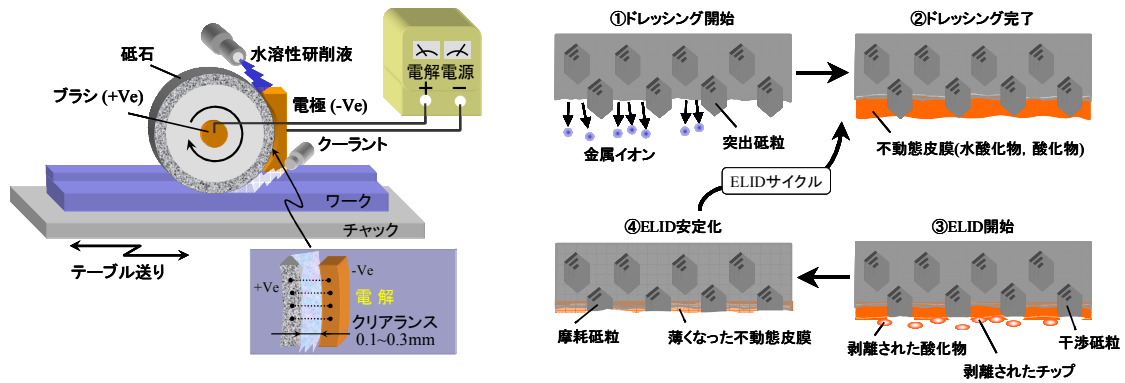 砥石
水溶性研削液
ブラシ (+Ve)
電極 (-Ve)
電解 電源
+ −
クーラント
ワーク
チャック
テーブル送り
+Ve
-Ve
電 解
クリアランス
0.1~0.3mm
①ドレッシング開始
金属イオン
突出砥粒
②ドレッシング完了
不動態皮膜(水酸化物, 酸化物)
ELIDサイクル
③ELID開始
剥離された酸化物
剥離されたチップ
干渉砥粒
④ELID安定化
摩耗砥粒
薄くなった不動態皮膜